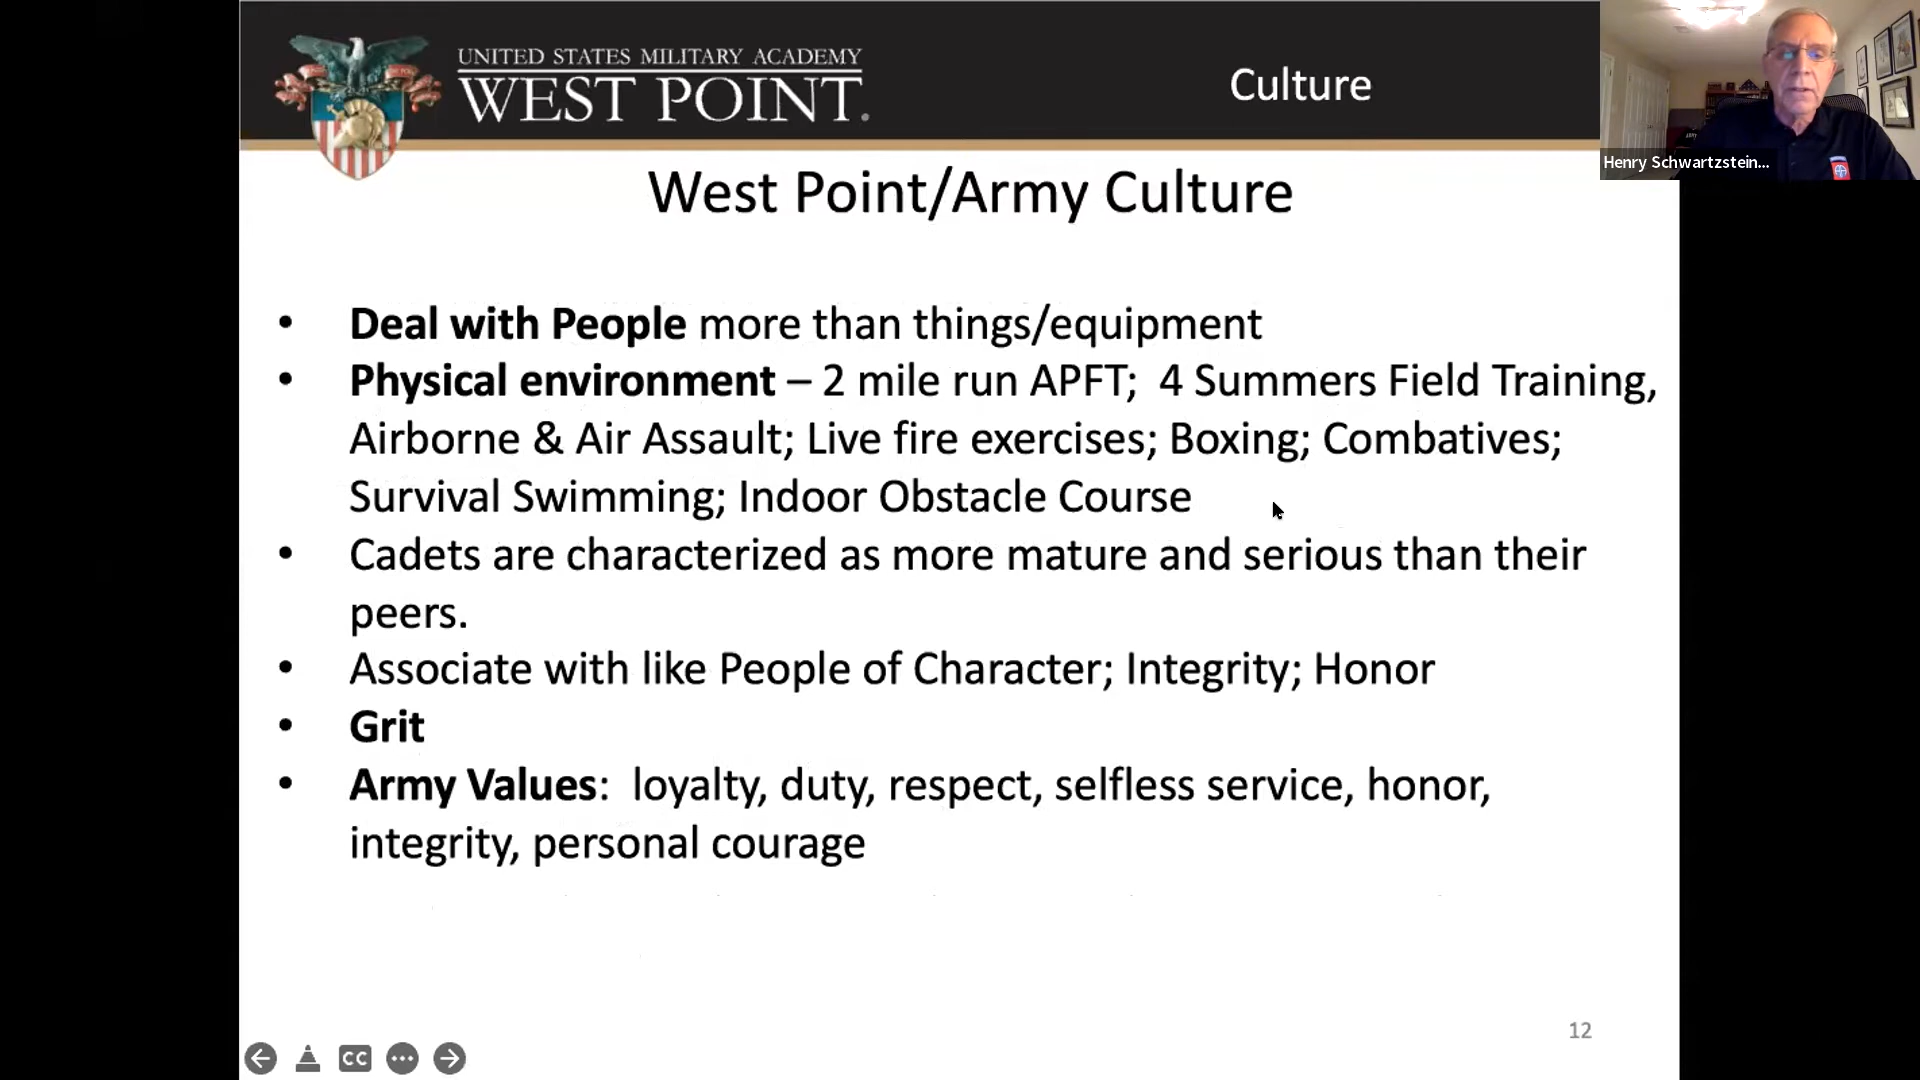 UNITED STATES MILITARY ACADEMY
WEST POINT.
Culture
Henry Schwartzstein...
West Point/Army Culture
• Deal with People more than things/equipment
• Physical environment – 2 mile run APFT; 4 Summers Field Training,
Airborne & Air Assault; Live fire exercises; Boxing; Combatives;
Survival Swimming; Indoor Obstacle Course
• Cadets are characterized as more mature and serious than their
peers.
• Associate with like People of Character; Integrity; Honor
• Grit
• Army Values: loyalty, duty, respect, selfless service, honor,
integrity, personal courage
12
CC